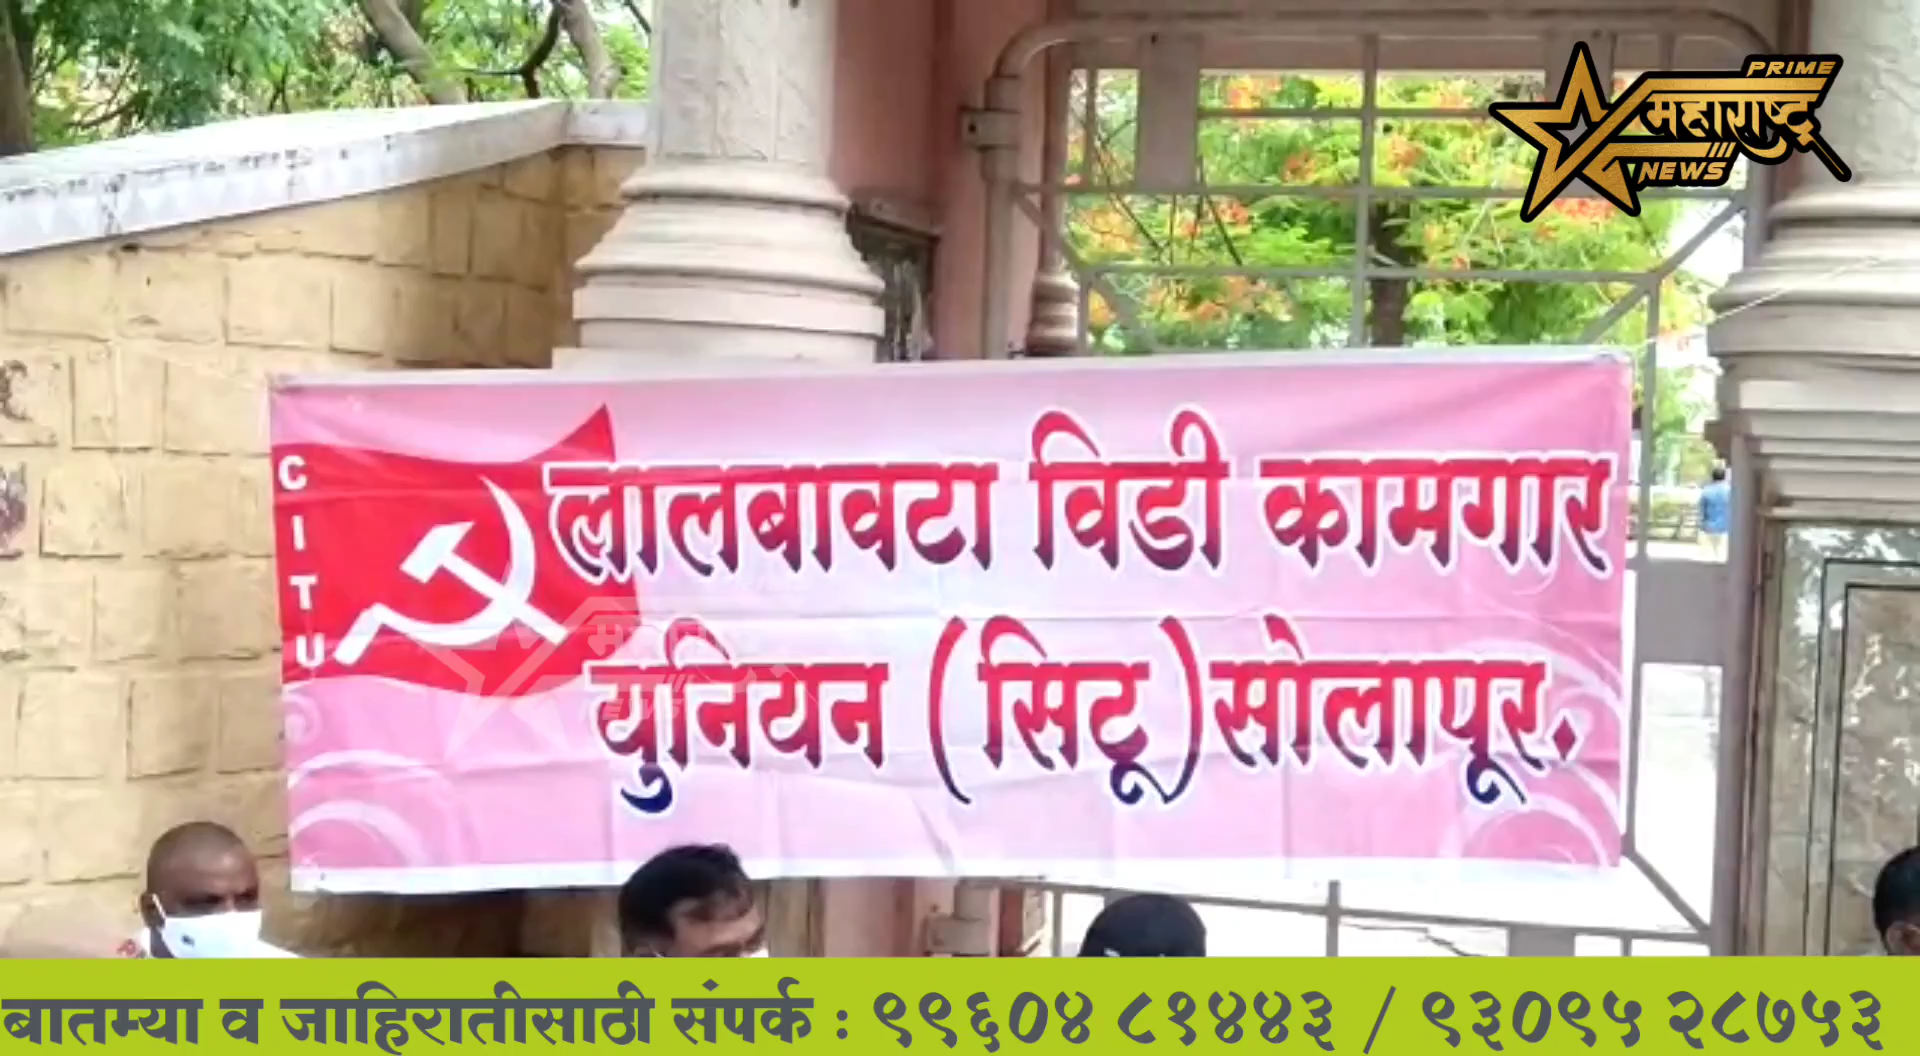 PRIME
महाराष्ट्र
NEWS
CITU
लालबावटा विडी कामगार
युनियन (सिटू) सोलापूर.
बातम्या व जाहिरातीसाठी संपर्क : ९९६०४ ८१४४३ / ९३०९५ २८७५३